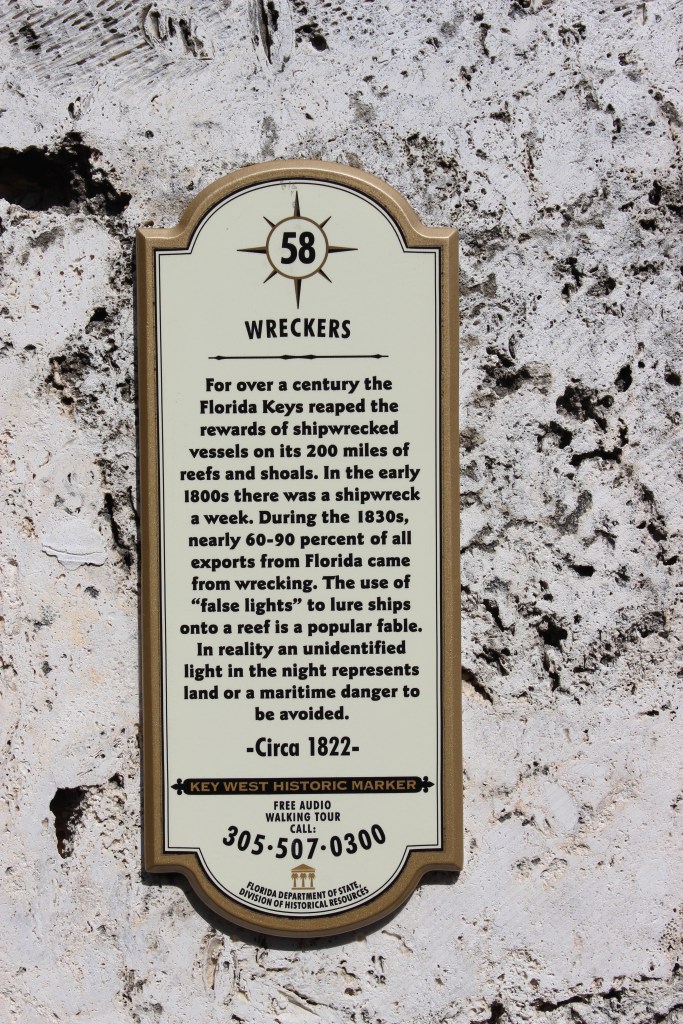 58
WRECKERS
For over a century the
Florida Keys reaped the
rewards of shipwrecked
vessels on its 200 miles of
reefs and shoals. In the early
1800s there was a shipwreck
a week. During the 1830s,
nearly 60-90 percent of all
exports from Florida came
from wrecking. The use of
“false lights” to lure ships
onto a reef is a popular fable.
In reality an unidentified
light in the night represents
land or a maritime danger to
be avoided.
-Circa 1822-
KEY WEST HISTORIC MARKER
FREE AUDIO
WALKING TOUR
CALL:
305·507·0300
FLORIDA DEPARTMENT OF STATE,
DIVISION OF HISTORICAL RESOURCES